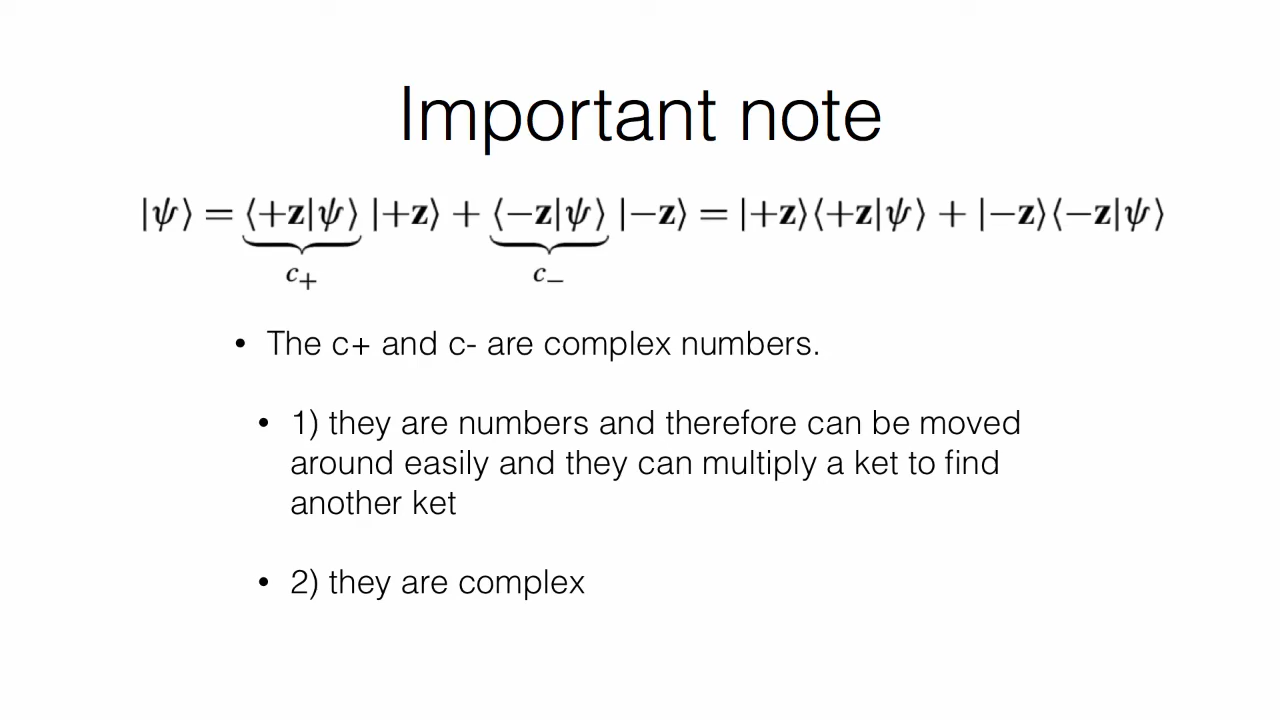 Important note
|ψ⟩ = ⟨+z|ψ⟩ |+z⟩ + ⟨−z|ψ⟩ |−z⟩ = |+z⟩⟨+z|ψ⟩ + |−z⟩⟨−z|ψ⟩
c₊ c₋
• The c+ and c- are complex numbers.
• 1) they are numbers and therefore can be moved
around easily and they can multiply a ket to find
another ket
• 2) they are complex